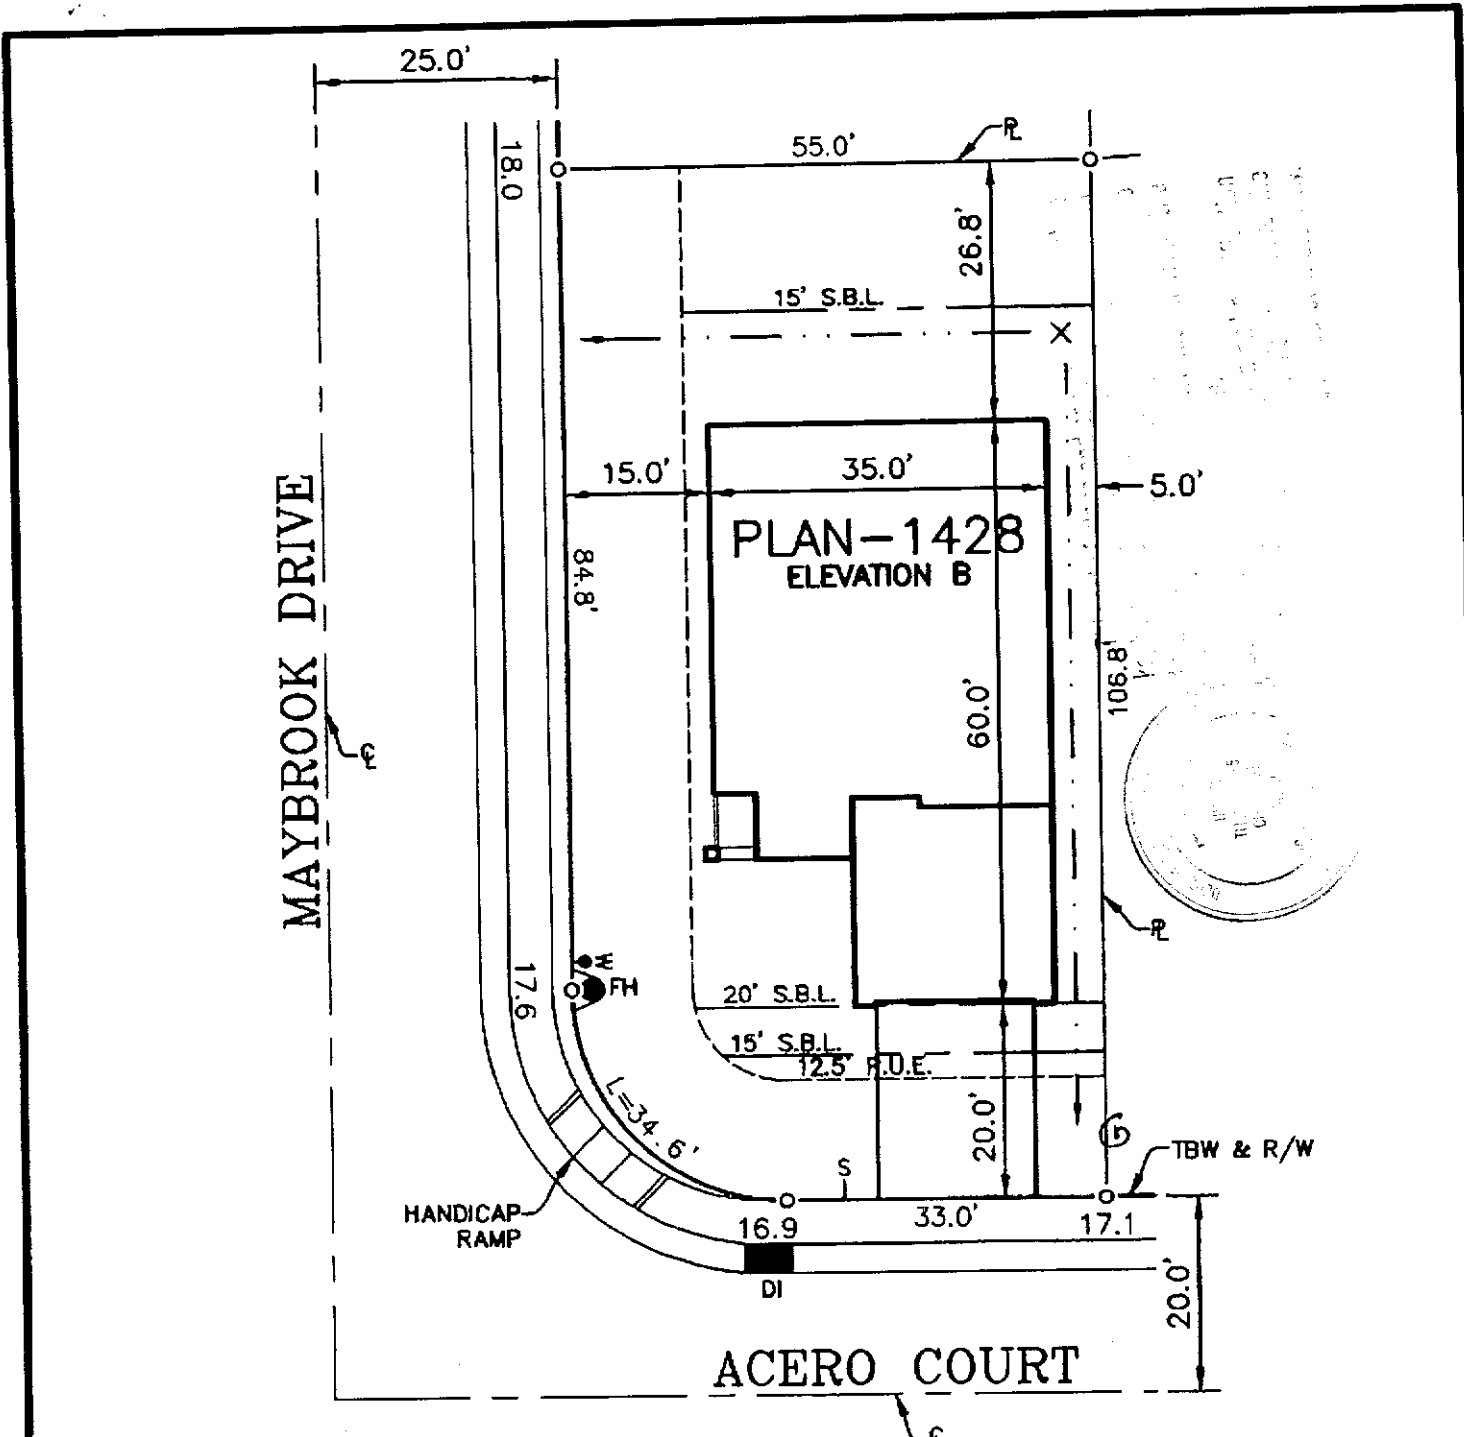 25.0'
18.0
55.0'
PL
26.8'
15' S.B.L.
15.0'
35.0'
5.0'
PLAN-1428
ELEVATION B
84.8'
MAYBROOK DRIVE
CL
60.0'
106.8'
PL
W
FH
17.6
20' S.B.L.
15' S.B.L.
12.5' P.U.E.
L=34.6'
20.0'
G
TBW & R/W
S
HANDICAP
RAMP
16.9
33.0'
17.1
DI
20.0'
ACERO COURT